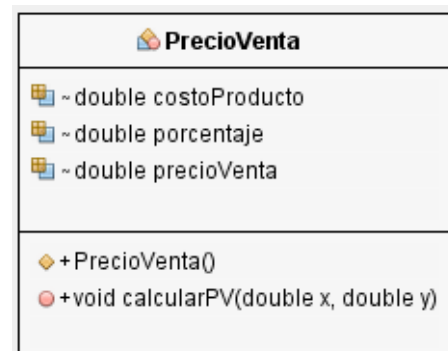 PrecioVenta
~ double costoProducto
~ double porcentaje
~ double precioVenta
+ PrecioVenta()
+ void calcularPV(double x, double y)